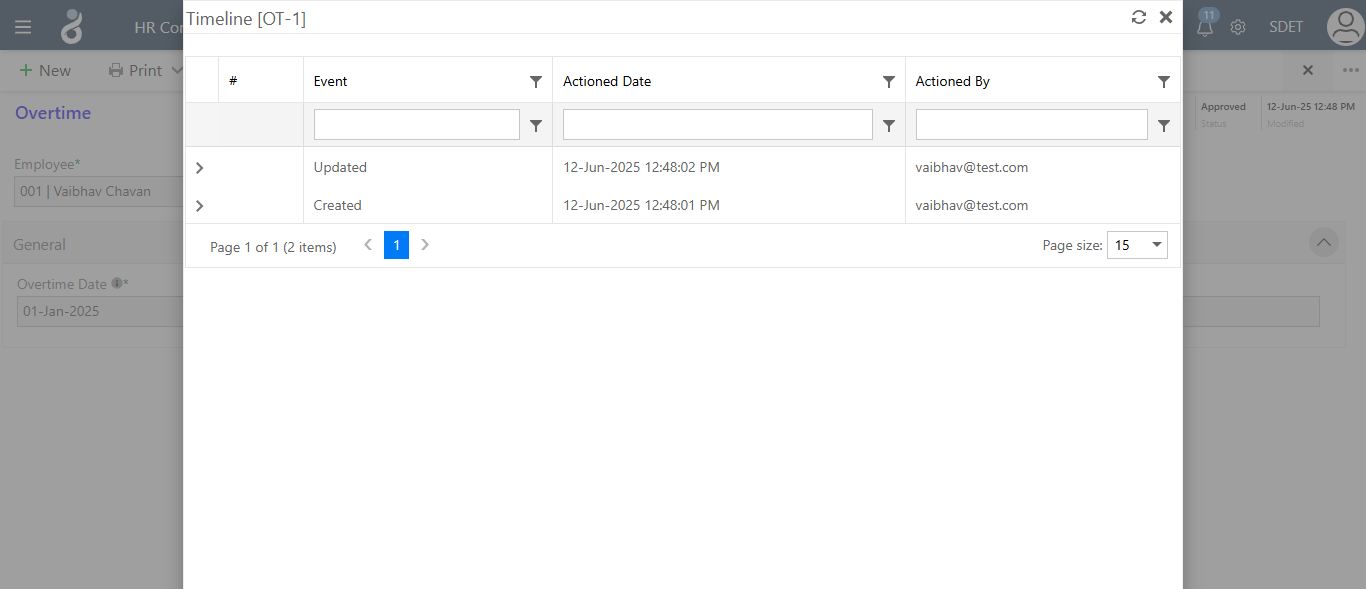 Timeline [OT-1]
HR Co
11
SDET
New
Print
Overtime
Approved
Status
12-Jun-25 12:48 PM
Modified
Employee*
001 | Vaibhav Chavan
General
Overtime Date *
01-Jan-2025
# Event Actioned Date Actioned By
Updated 12-Jun-2025 12:48:02 PM vaibhav@test.com
Created 12-Jun-2025 12:48:01 PM vaibhav@test.com
Page 1 of 1 (2 items) 1 Page size: 15